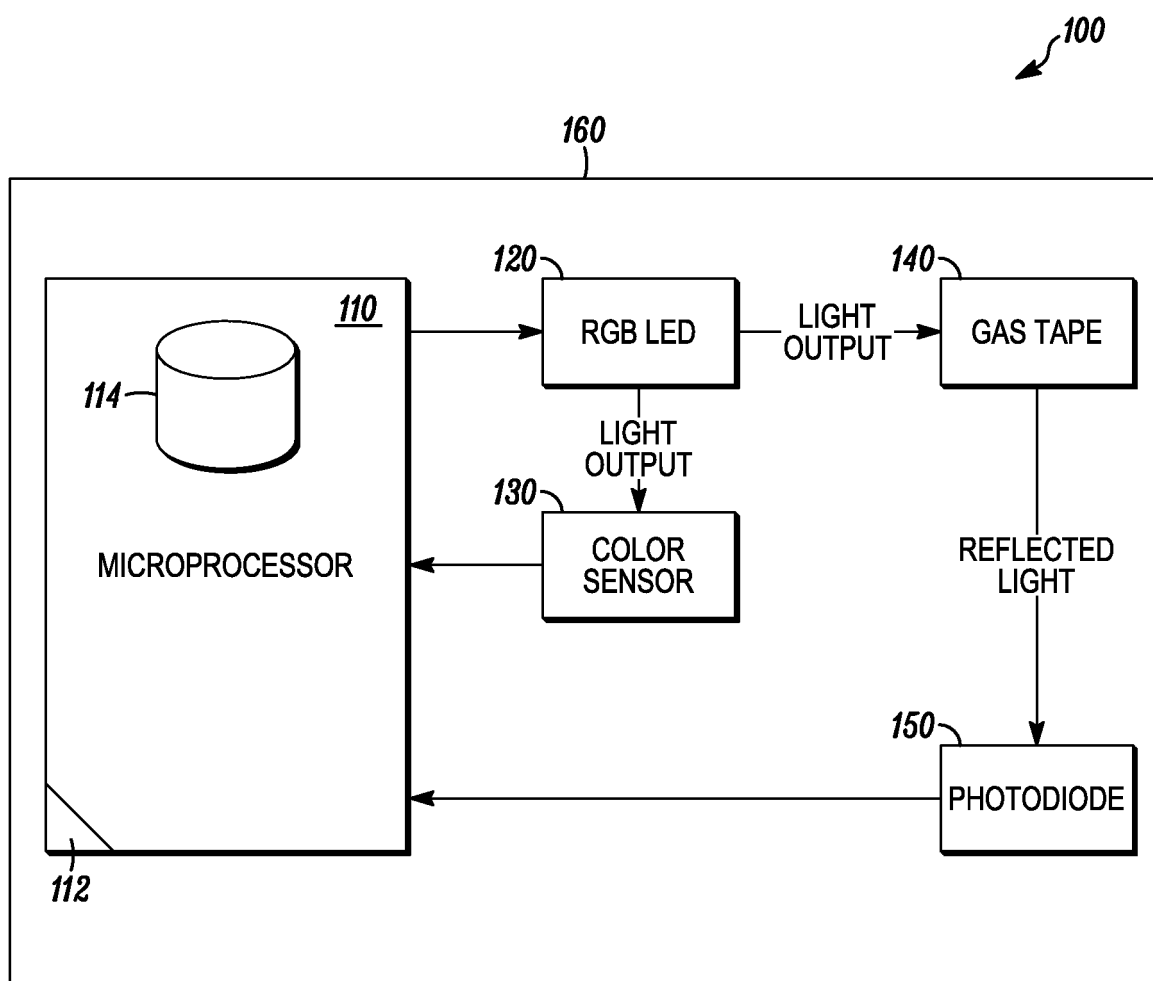 100
160
120
140
110
RGB LED
LIGHT
OUTPUT
GAS TAPE
114
LIGHT
OUTPUT
130
MICROPROCESSOR
COLOR
SENSOR
REFLECTED
LIGHT
150
PHOTODIODE
112